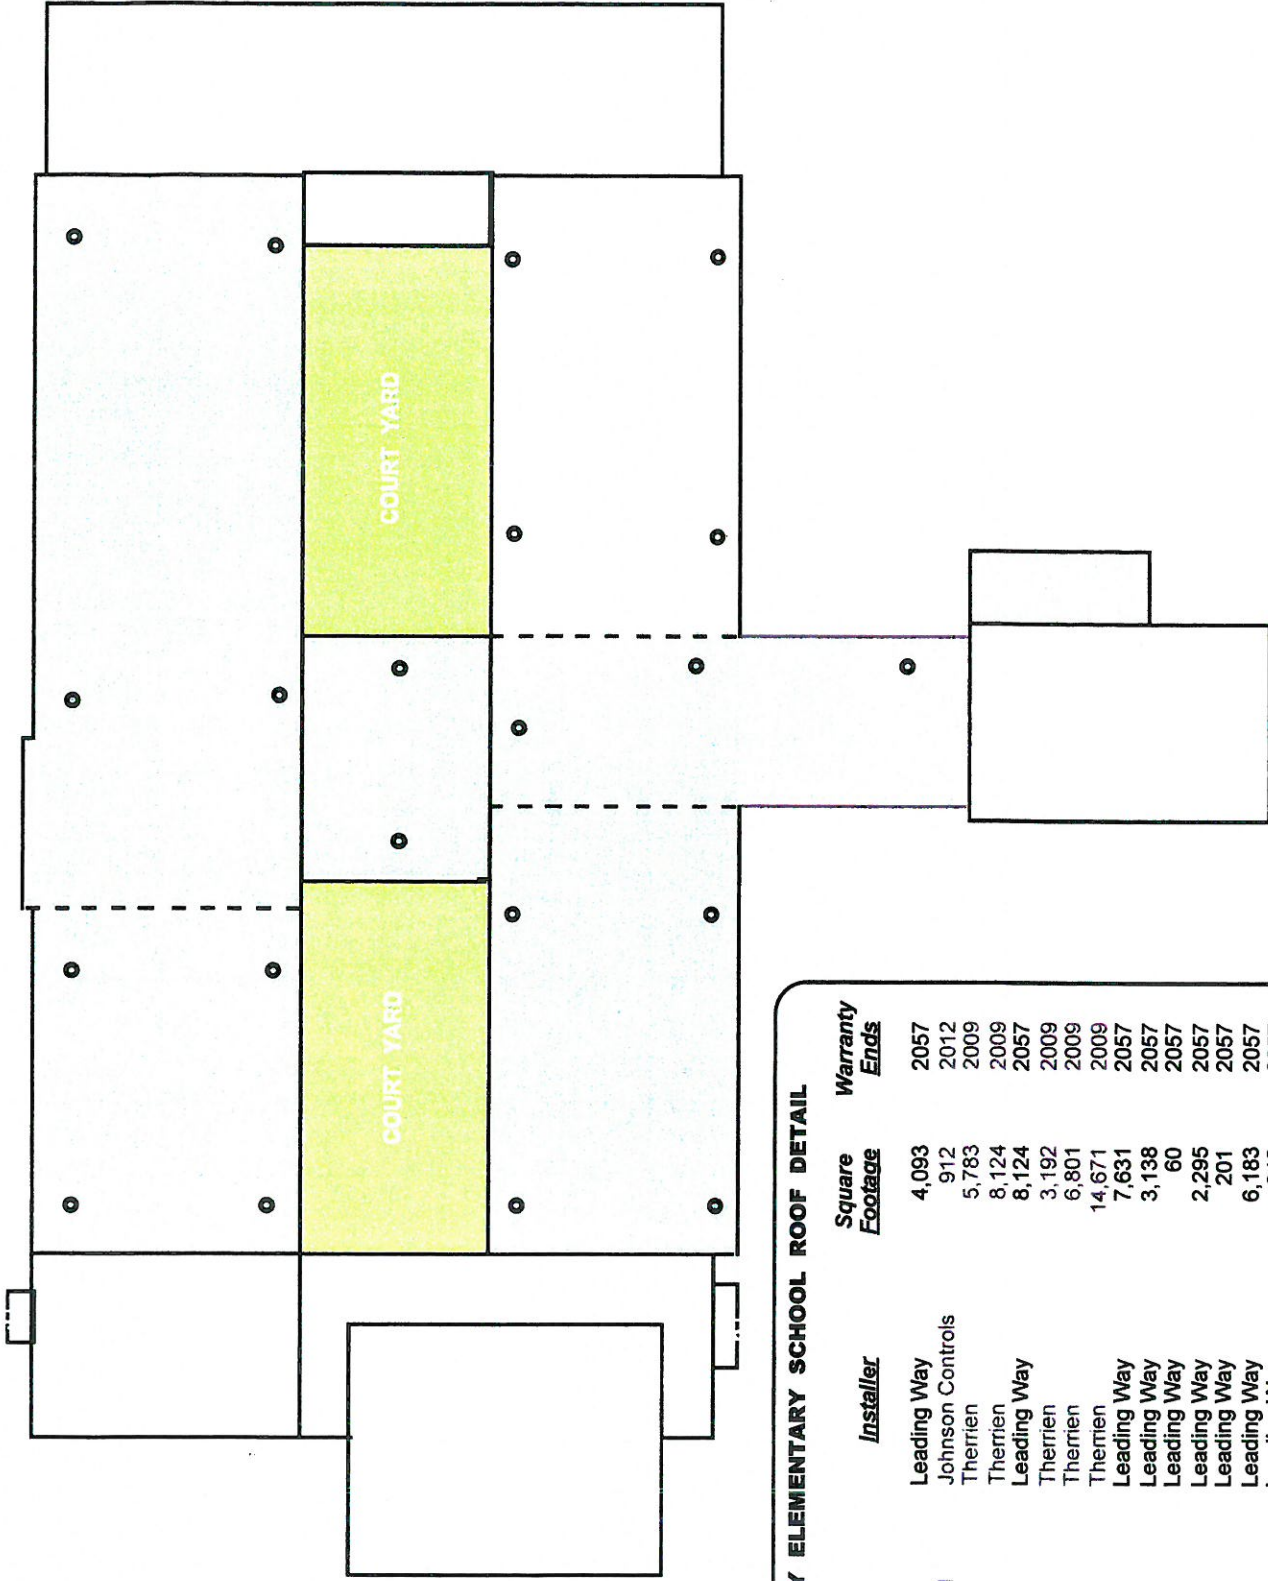 COURT YARD
COURT YARD
ELEMENTARY SCHOOL ROOF DETAIL
Installer Square Footage Warranty Ends
Leading Way 4,093 2057
Johnson Controls 912 2012
Therrien 5,783 2009
Therrien 8,124 2009
Leading Way 8,124 2057
Therrien 3,192 2009
Therrien 6,801 2009
Therrien 14,671 2009
Leading Way 7,631 2057
Leading Way 3,138 2057
Leading Way 60 2057
Leading Way 2,295 2057
Leading Way 201 2057
Leading Way 6,183 2057